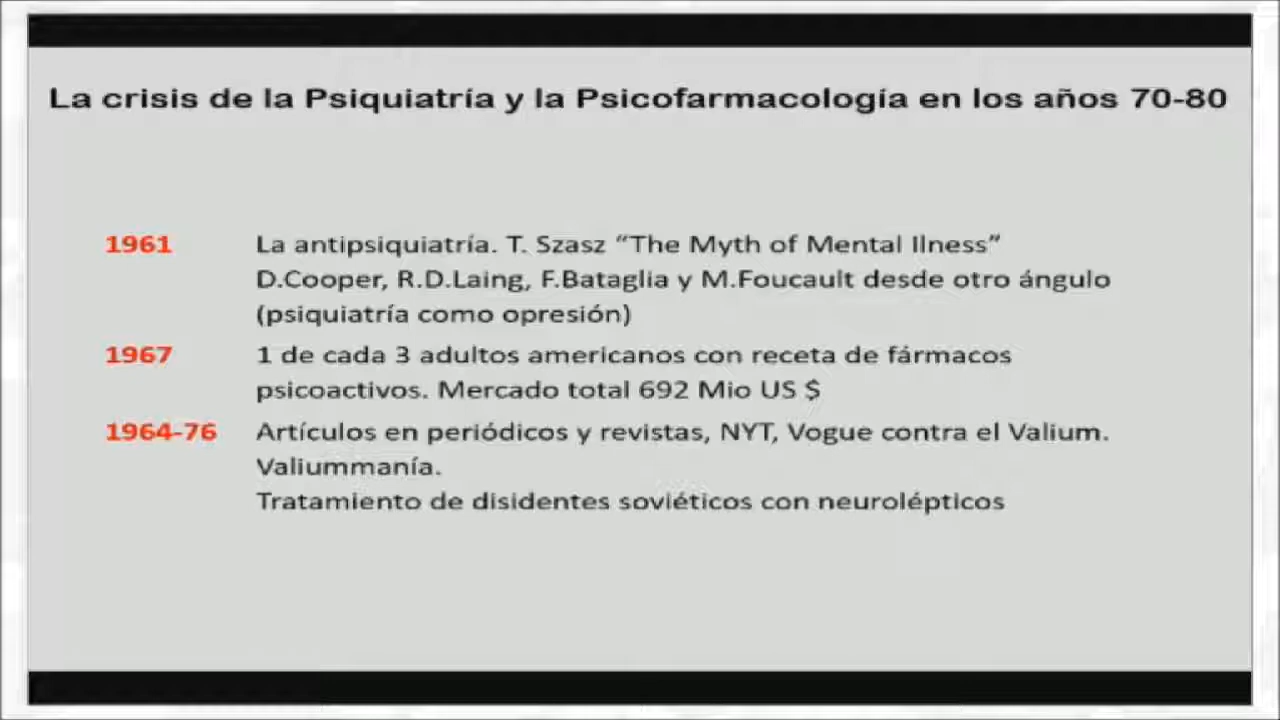 La crisis de la Psiquiatría y la Psicofarmacología en los años 70-80
1961 La antipsiquiatría. T. Szasz “The Myth of Mental Ilness”
D.Cooper, R.D.Laing, F.Bataglia y M.Foucault desde otro ángulo
(psiquiatría como opresión)
1967 1 de cada 3 adultos americanos con receta de fármacos
psicoactivos. Mercado total 692 Mio US $
1964-76 Artículos en periódicos y revistas, NYT, Vogue contra el Valium.
Valiummanía.
Tratamiento de disidentes soviéticos con neurolépticos